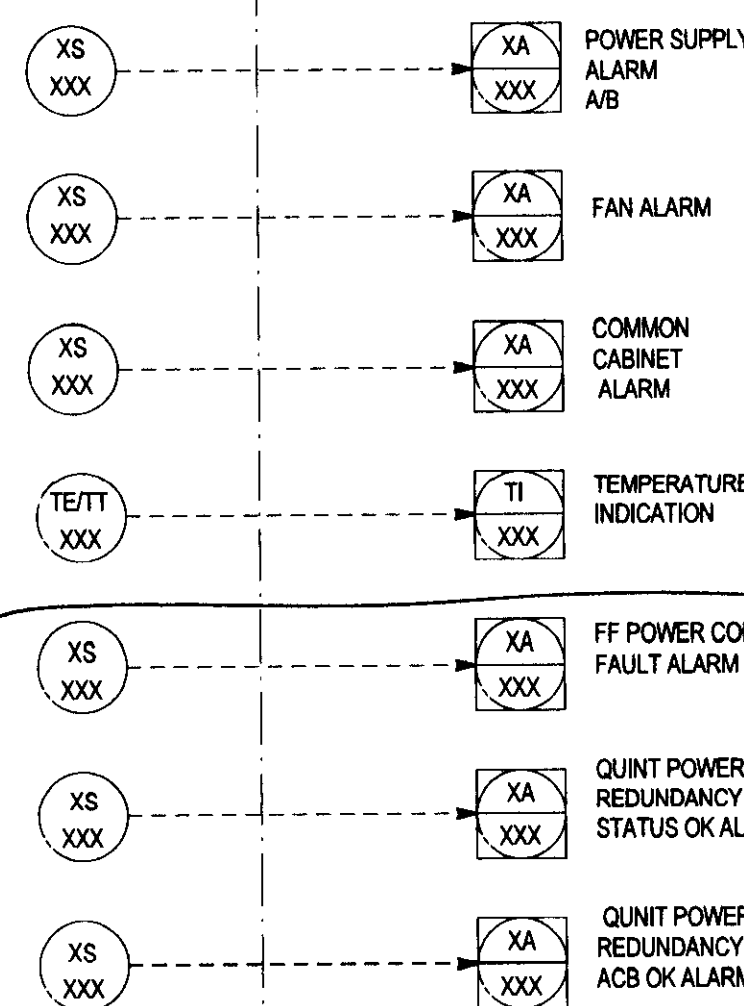 XS
XXX
XA
XXX
POWER SUPPLY
ALARM
A/B
XS
XXX
XA
XXX
FAN ALARM
XS
XXX
XA
XXX
COMMON
CABINET
ALARM
TE/TT
XXX
TI
XXX
TEMPERATURE
INDICATION
XS
XXX
XA
XXX
FF POWER
FAULT ALARM
XS
XXX
XA
XXX
QUINT POWER
REDUNDANCY
STATUS OK
XS
XXX
XA
XXX
QUNIT POWER
REDUNDANCY
ACB OK ALARM